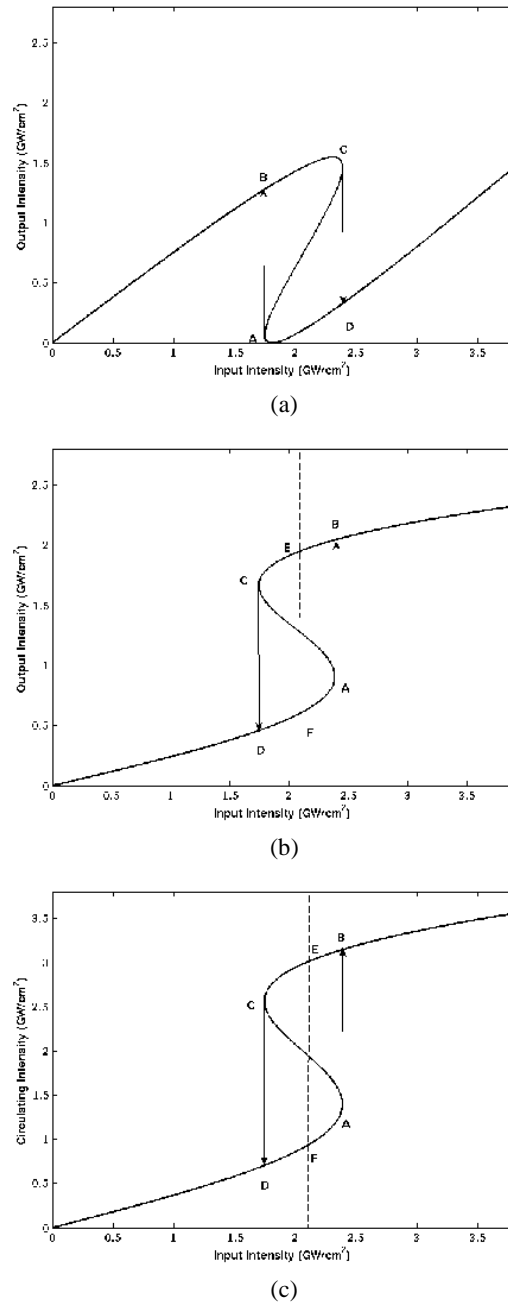 2.5
2
1.5
1
0.5
0
Output Intensity (GW/cm²)
B
C
A
D
0 0.5 1 1.5 2 2.5 3 3.5
Input Intensity (GW/cm²)
(a)
2.5
2
1.5
1
0.5
0
Output Intensity (GW/cm²)
E
B
C
A
D
F
0 1 1.5 2 2.5 3 3.5
Input Intensity (GW/cm²)
(b)
3.5
3
2.5
2
1.5
1
0.5
0
Circulating Intensity (GW/cm²)
E
B
C
A
D
F
0 0.5 1 1.5 2 2.5 3 3.5
Input Intensity (GW/cm²)
(c)